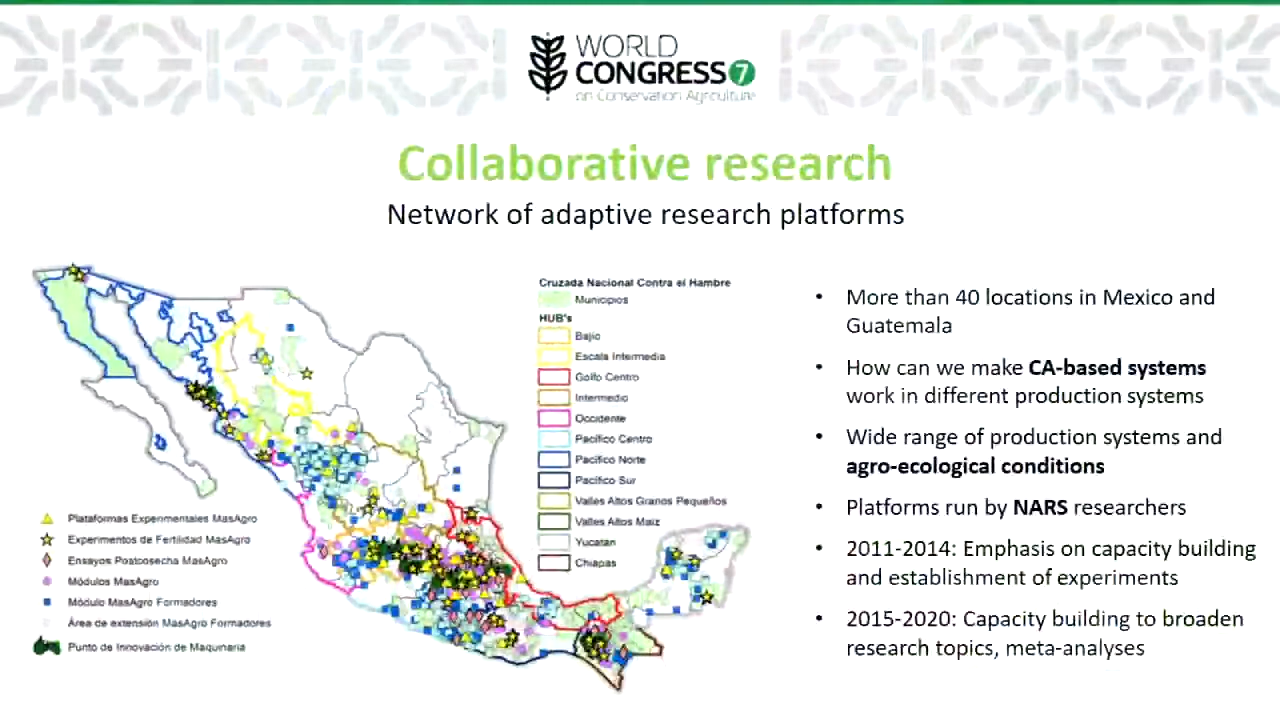 WORLD
CONGRESS 7
on Conservation Agriculture
Collaborative research
Network of adaptive research platforms
Cruzada Nacional Contra el Hambre
Municipios
HUB's
Bajio
Escala Intermedia
Golfo Centro
Intermedio
Occidente
Pacifico Centro
Pacifico Norte
Pacifico Sur
Valles Altos Granos Pequeños
Valles Altos Maiz
Yucatan
Chiapas
Plataformas Experimentales MasAgro
Experimentos de Fertilidad MasAgro
Ensayos Postcosecha MasAgro
Módulos MasAgro
Módulo MasAgro Formadores
Área de extensión MasAgro Formadores
Punto de Innovación de Maquinaria
• More than 40 locations in Mexico and
Guatemala
• How can we make CA-based systems
work in different production systems
• Wide range of production systems and
agro-ecological conditions
• Platforms run by NARS researchers
• 2011-2014: Emphasis on capacity building
and establishment of experiments
• 2015-2020: Capacity building to broaden
research topics, meta-analyses